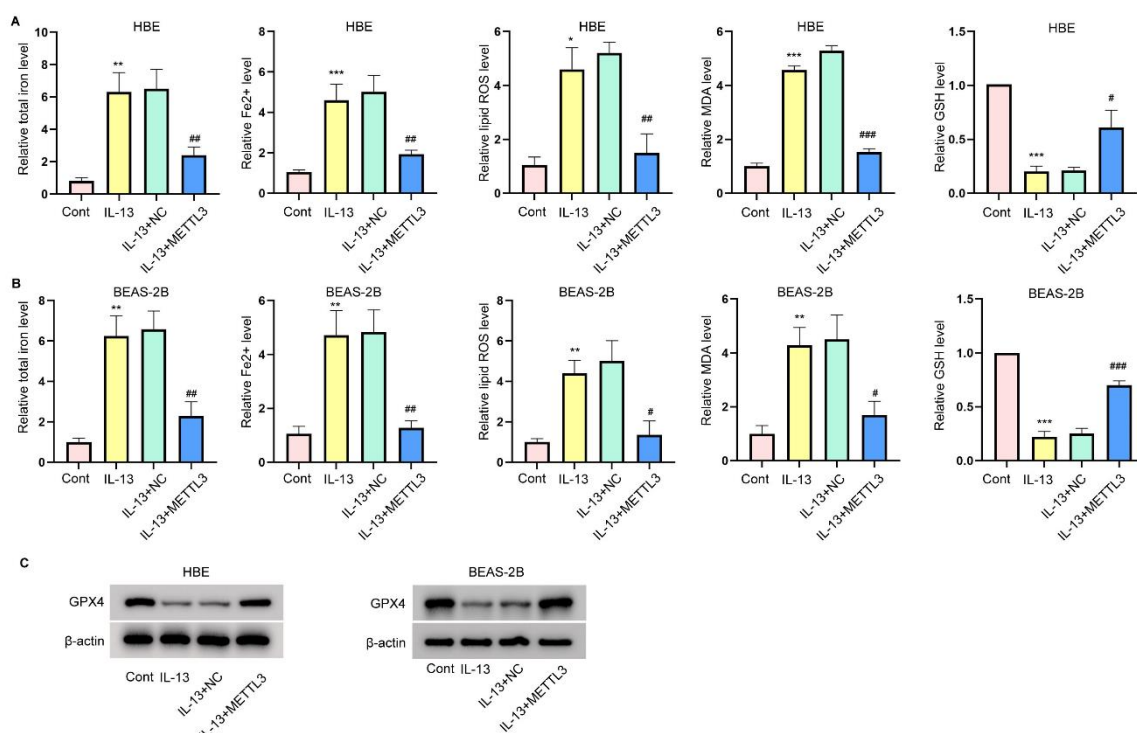 A
HBE
Relative total iron level
10
8
6
4
2
0
**
##
Cont
IL-13
IL-13+NC
IL-13+METTL3
HBE
Relative Fe2+ level
8
6
4
2
0
***
##
Cont
IL-13
IL-13+NC
IL-13+METTL3
HBE
Relative lipid ROS level
6
4
2
0
*
##
Cont
IL-13
IL-13+NC
IL-13+METTL3
HBE
Relative MDA level
6
4
2
0
***
###
Cont
IL-13
IL-13+NC
IL-13+METTL3
HBE
Relative GSH level
1.5
1.0
0.5
0.0
***
#
Cont
IL-13
IL-13+NC
IL-13+METTL3
B
BEAS-2B
Relative total iron level
8
6
4
2
0
**
##
Cont
IL-13
IL-13+NC
IL-13+METTL3
BEAS-2B
Relative Fe2+ level
6
4
2
0
**
##
Cont
IL-13
IL-13+NC
IL-13+METTL3
BEAS-2B
Relative lipid ROS level
8
6
4
2
0
**
#
Cont
IL-13
IL-13+NC
IL-13+METTL3
BEAS-2B
Relative MDA level
6
4
2
0
**
#
Cont
IL-13
IL-13+NC
IL-13+METTL3
BEAS-2B
Relative GSH level
1.5
1.0
0.5
0.0
***
###
Cont
IL-13
IL-13+NC
IL-13+METTL3
C
HBE
GPX4
β-actin
Cont
IL-13
IL-13+NC
IL-13+METTL3
BEAS-2B
GPX4
β-actin
Cont
IL-13
IL-13+NC
IL-13+METTL3